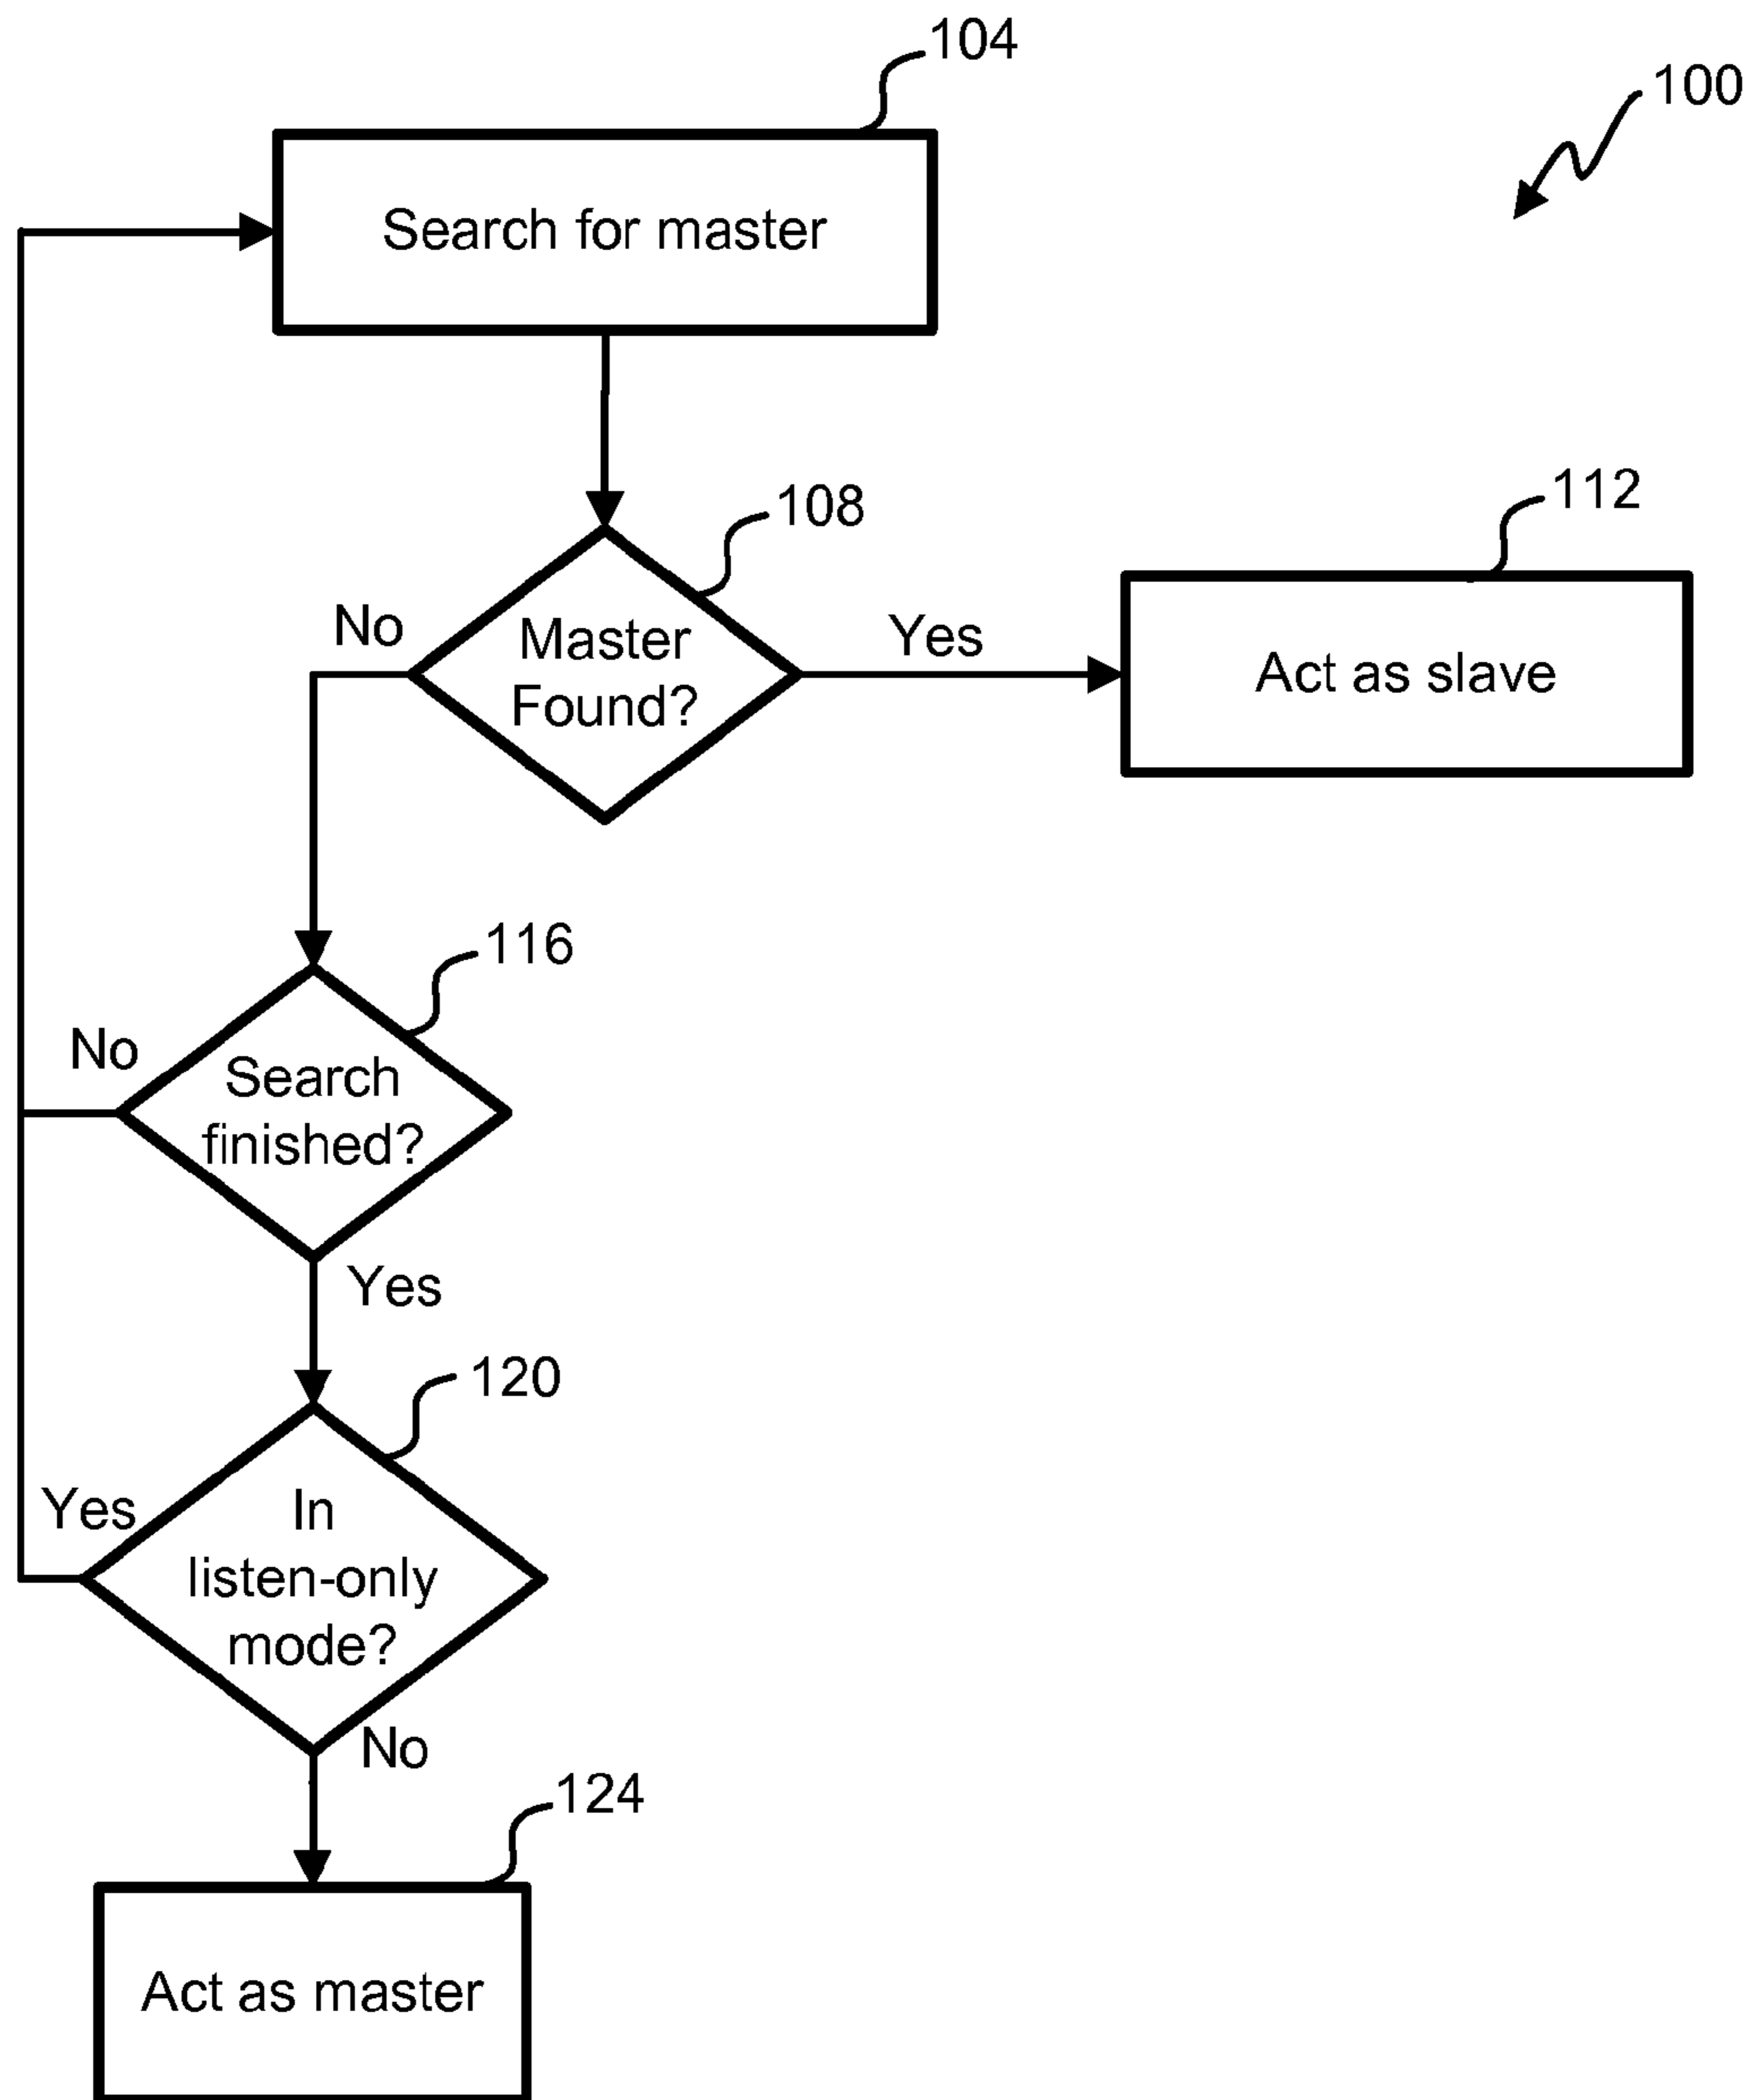 104
100
Search for master
108
112
No
Master
Found?
Yes
Act as slave
116
No
Search
finished?
Yes
120
Yes
In
listen-only
mode?
No
124
Act as master